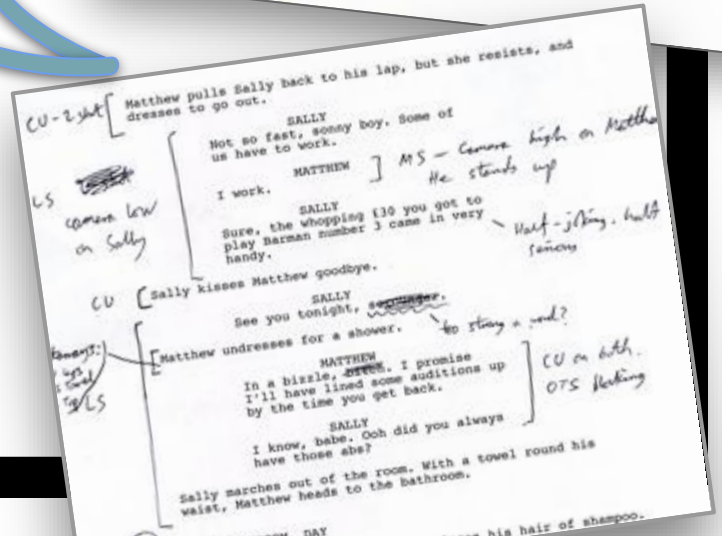 CU - 2 shot
Matthew pulls Sally back to his lap, but she resists, and
dresses to go out.
SALLY
Not so fast, sonny boy. Some of
us have to work.
MATTHEW
I work.
MS - Camera high on
He stands up
LS
camera low
on Sally
SALLY
Sure, the whopping £30 you got to
play Barman number 3 came in very
handy.
Half-joking, half
serious
CU
Sally kisses Matthew goodbye.
SALLY
See you tonight,
too strong a word?
Matthew undresses for a shower.
LS
MATTHEW
In a bizzle, I promise
I'll have lined some auditions up
by the time you get back.
CU on both.
OTS
SALLY
I know, babe. Ooh did you always
have those abs?
Sally marches out of the room. With a towel round his
waist, Matthew heads to the bathroom.
DAY
his hair of shampoo.